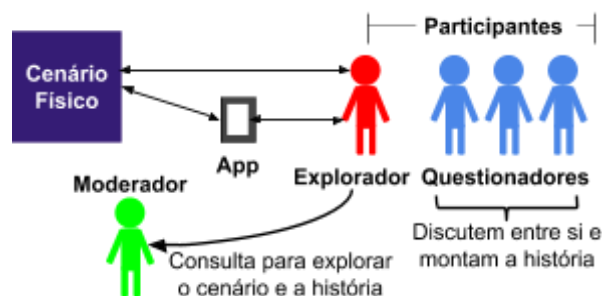 Participantes
Cenário
Físico
App
Explorador
Questionadores
Moderador
Discutem entre si e
montam a história
Consulta para explorar
o cenário e a história